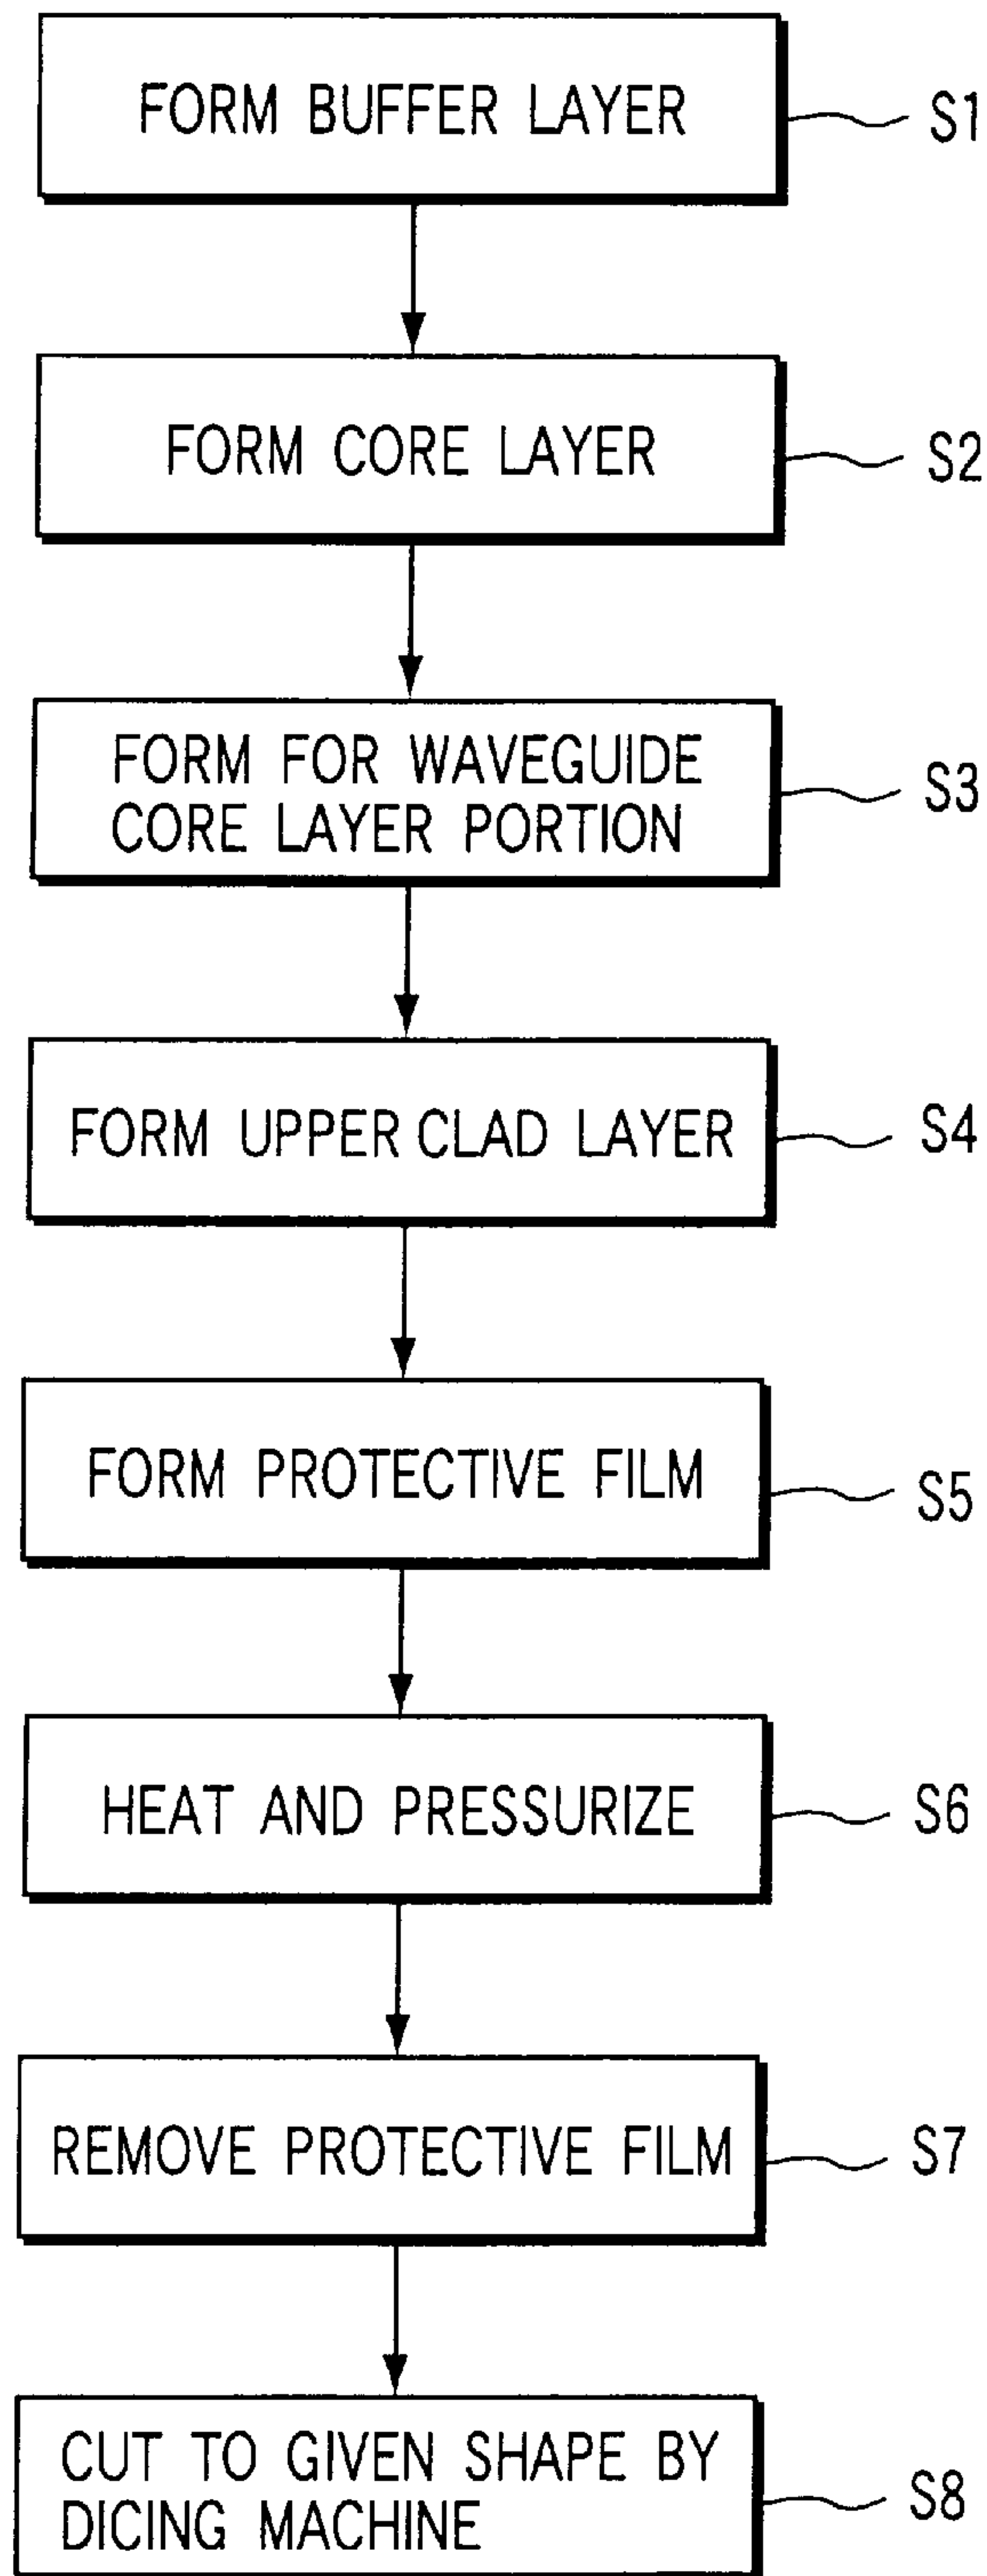 FORM BUFFER LAYER
S1
FORM CORE LAYER
S2
FORM FOR WAVEGUIDE
CORE LAYER PORTION
S3
FORM UPPER CLAD LAYER
S4
FORM PROTECTIVE FILM
S5
HEAT AND PRESSURIZE
S6
REMOVE PROTECTIVE FILM
S7
CUT TO GIVEN SHAPE BY
DICING MACHINE
S8